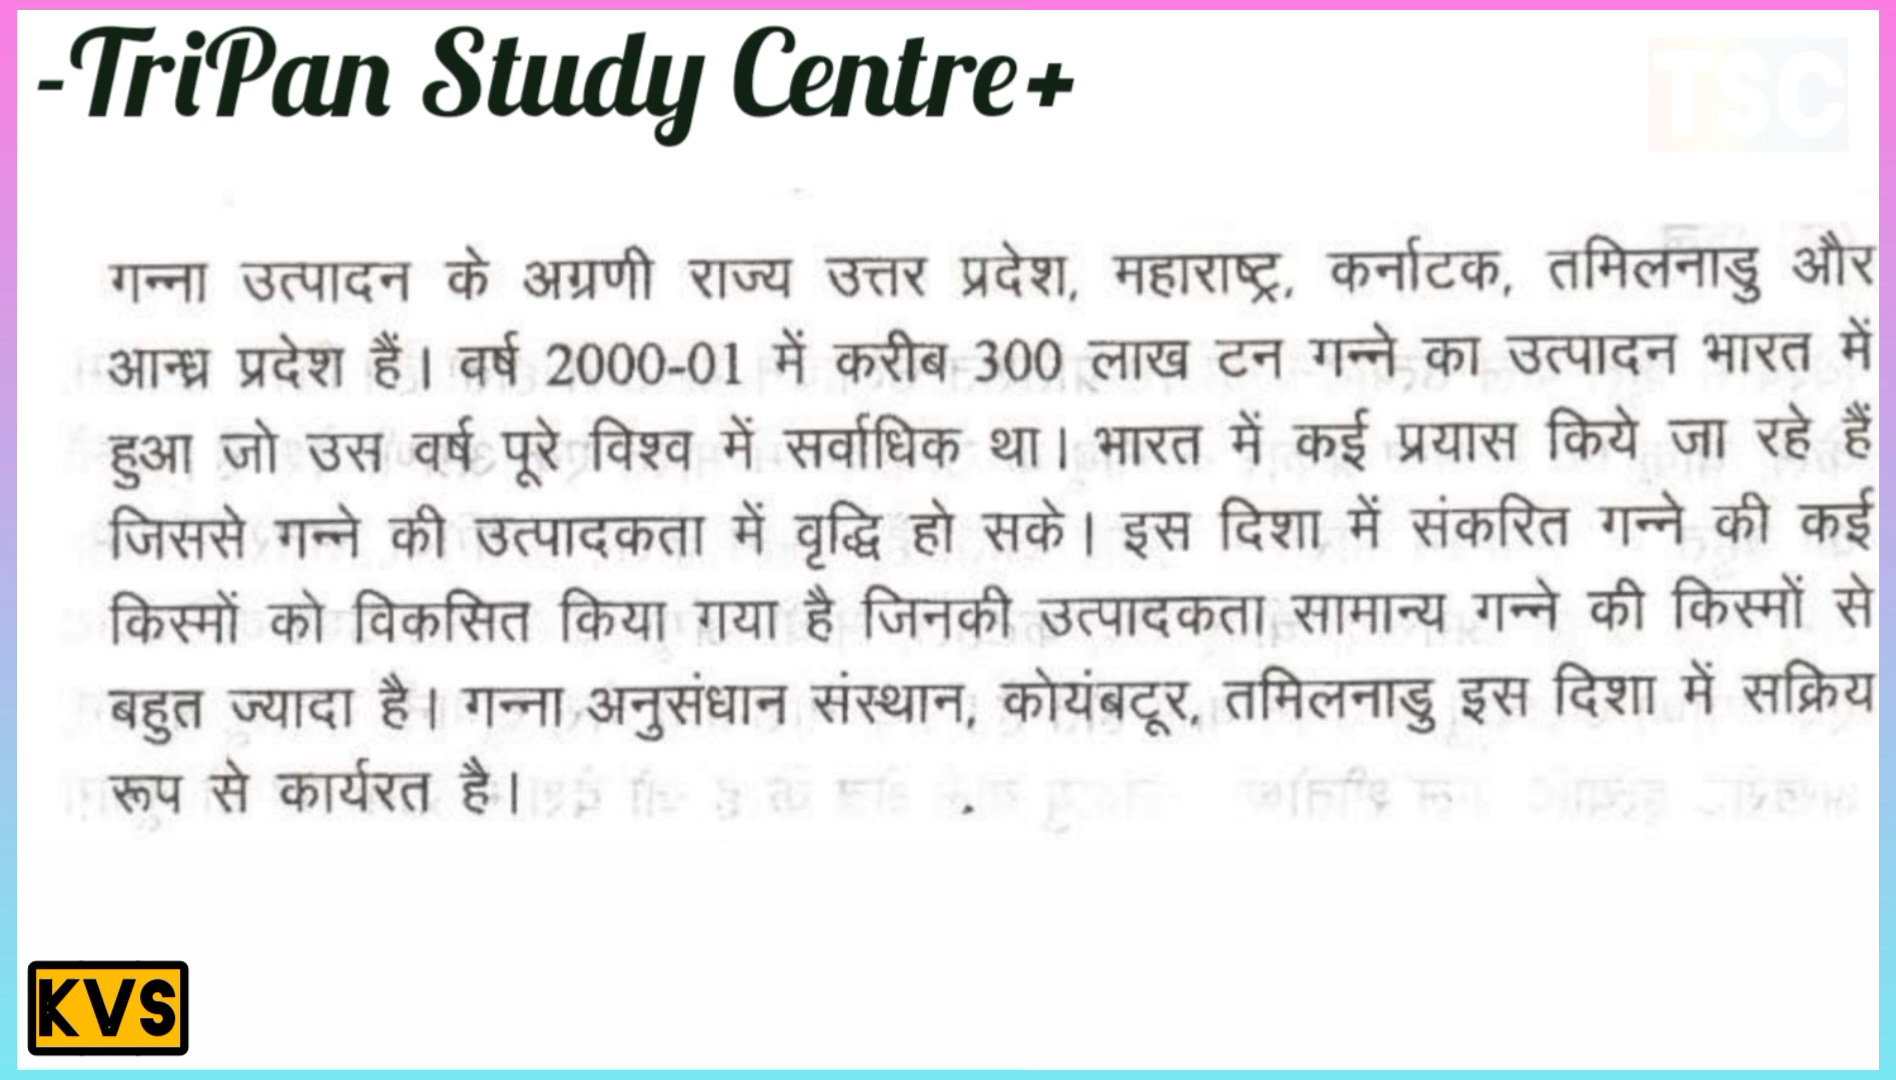 -TriPan Study Centre+
TSC
गन्ना उत्पादन के अग्रणी राज्य उत्तर प्रदेश, महाराष्ट्र, कर्नाटक, तमिलनाडु और
आन्ध्र प्रदेश हैं। वर्ष 2000-01 में करीब 300 लाख टन गन्ने का उत्पादन भारत में
हुआ जो उस वर्ष पूरे विश्व में सर्वाधिक था। भारत में कई प्रयास किये जा रहे हैं
जिससे गन्ने की उत्पादकता में वृद्धि हो सके। इस दिशा में संकरित गन्ने की कई
किस्मों को विकसित किया गया है जिनकी उत्पादकता सामान्य गन्ने की किस्मों से
बहुत ज्यादा है। गन्ना अनुसंधान संस्थान, कोयंबटूर, तमिलनाडु इस दिशा में सक्रिय
रूप से कार्यरत है।
KVS